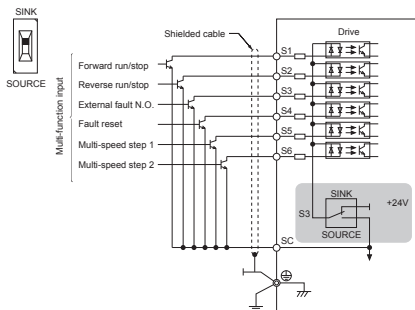 SINK
SOURCE
Shielded cable
Drive
Multi-function input
Forward run/stop
Reverse run/stop
External fault N.O.
Fault reset
Multi-speed step 1
Multi-speed step 2
S1
S2
S3
S4
S5
S6
SINK
+24V
S3
SOURCE
SC